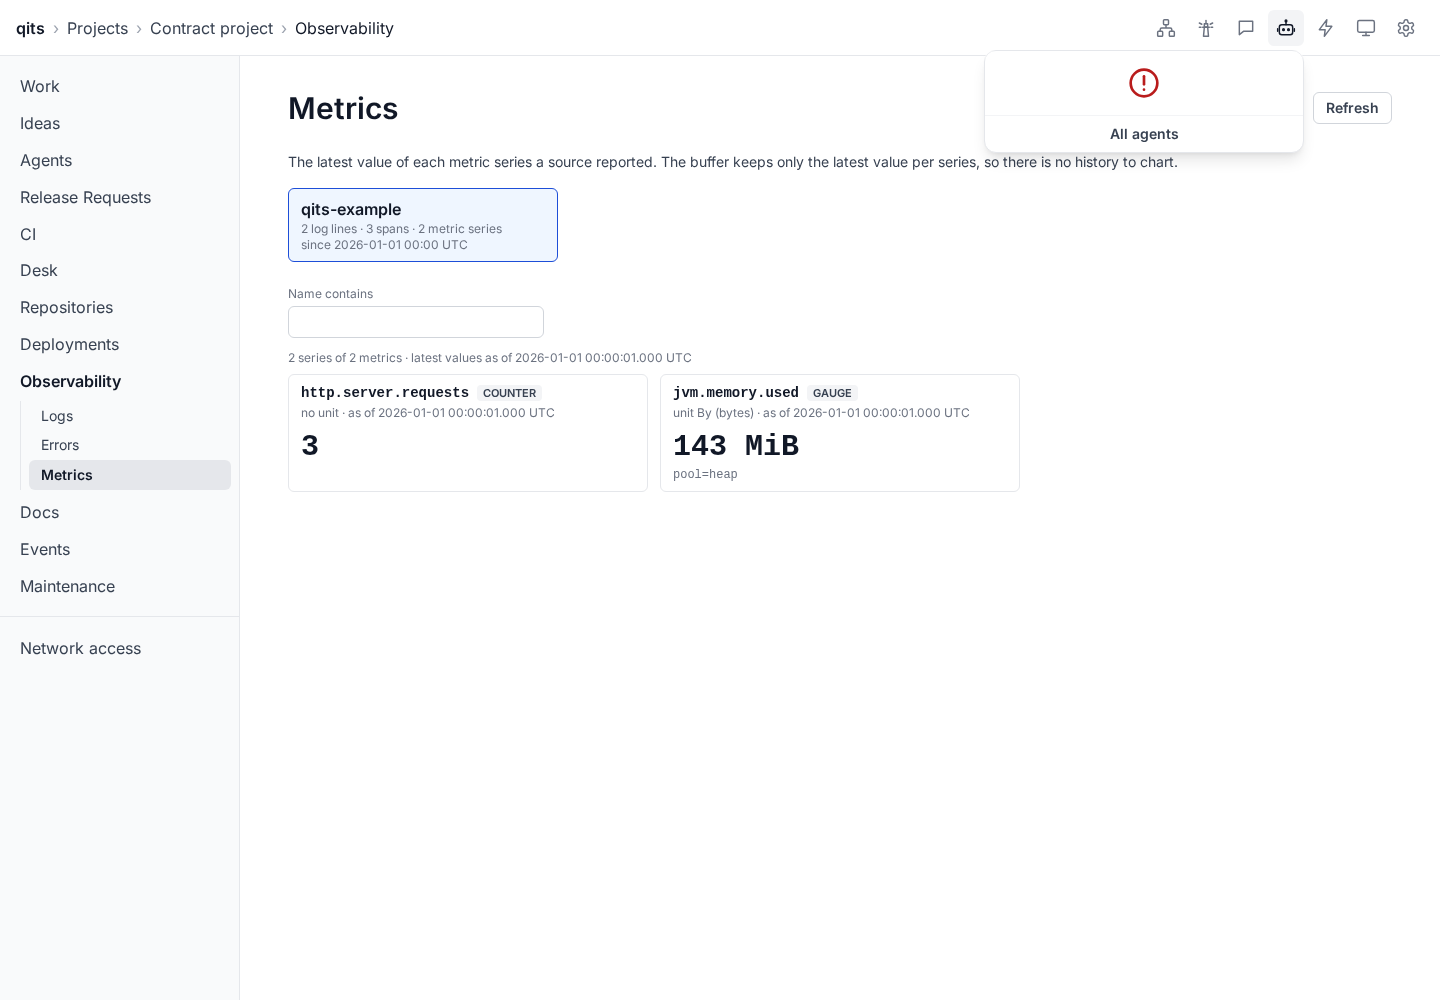 qits › Projects › Contract project › Observability
All agents
Work
Ideas
Agents
Release Requests
CI
Desk
Repositories
Deployments
Observability
Logs
Errors
Metrics
Docs
Events
Maintenance
Network access
Metrics
Refresh
The latest value of each metric series a source reported. The buffer keeps only the latest value per series, so there is no history to chart.
qits-example
2 log lines · 3 spans · 2 metric series
since 2026-01-01 00:00 UTC
Name contains
2 series of 2 metrics · latest values as of 2026-01-01 00:00:01.000 UTC
http.server.requests COUNTER
no unit · as of 2026-01-01 00:00:01.000 UTC
3
jvm.memory.used GAUGE
unit By (bytes) · as of 2026-01-01 00:00:01.000 UTC
143 MiB
pool=heap